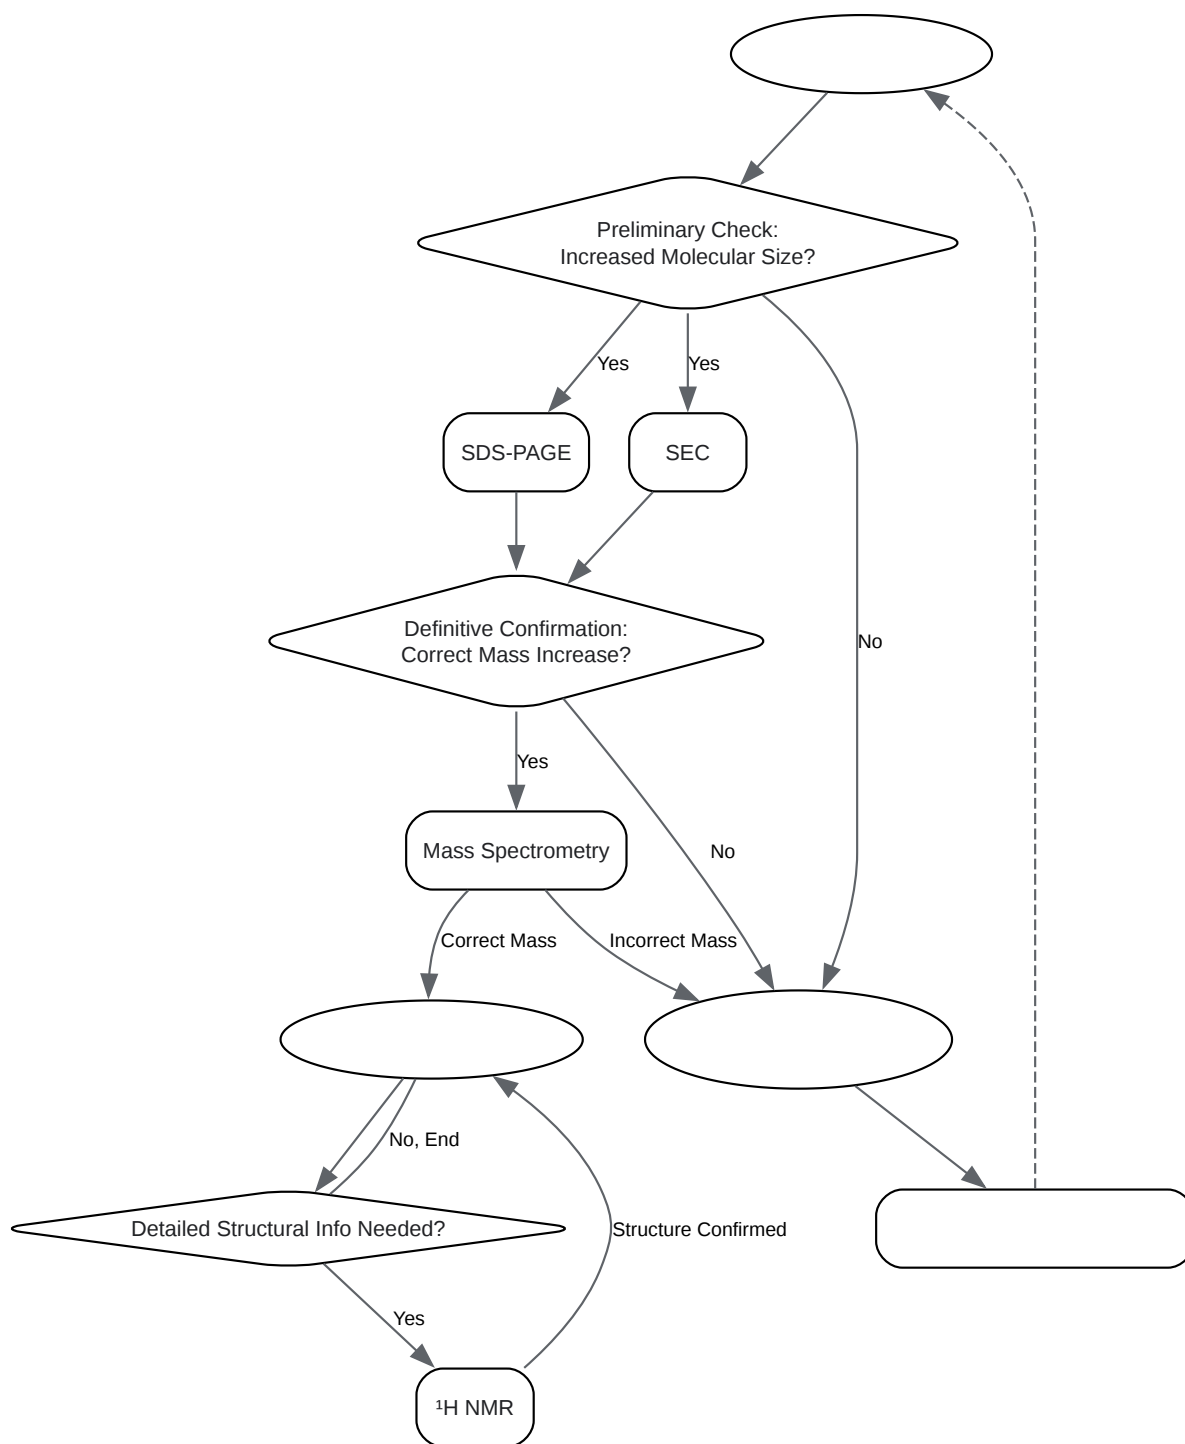 Preliminary Check:
Increased Molecular Size?
Yes
Yes
SDS-PAGE
SEC
Definitive Confirmation:
Correct Mass Increase?
No
Yes
Mass Spectrometry
No
Correct Mass
Incorrect Mass
No, End
Detailed Structural Info Needed?
Structure Confirmed
Yes
¹H NMR